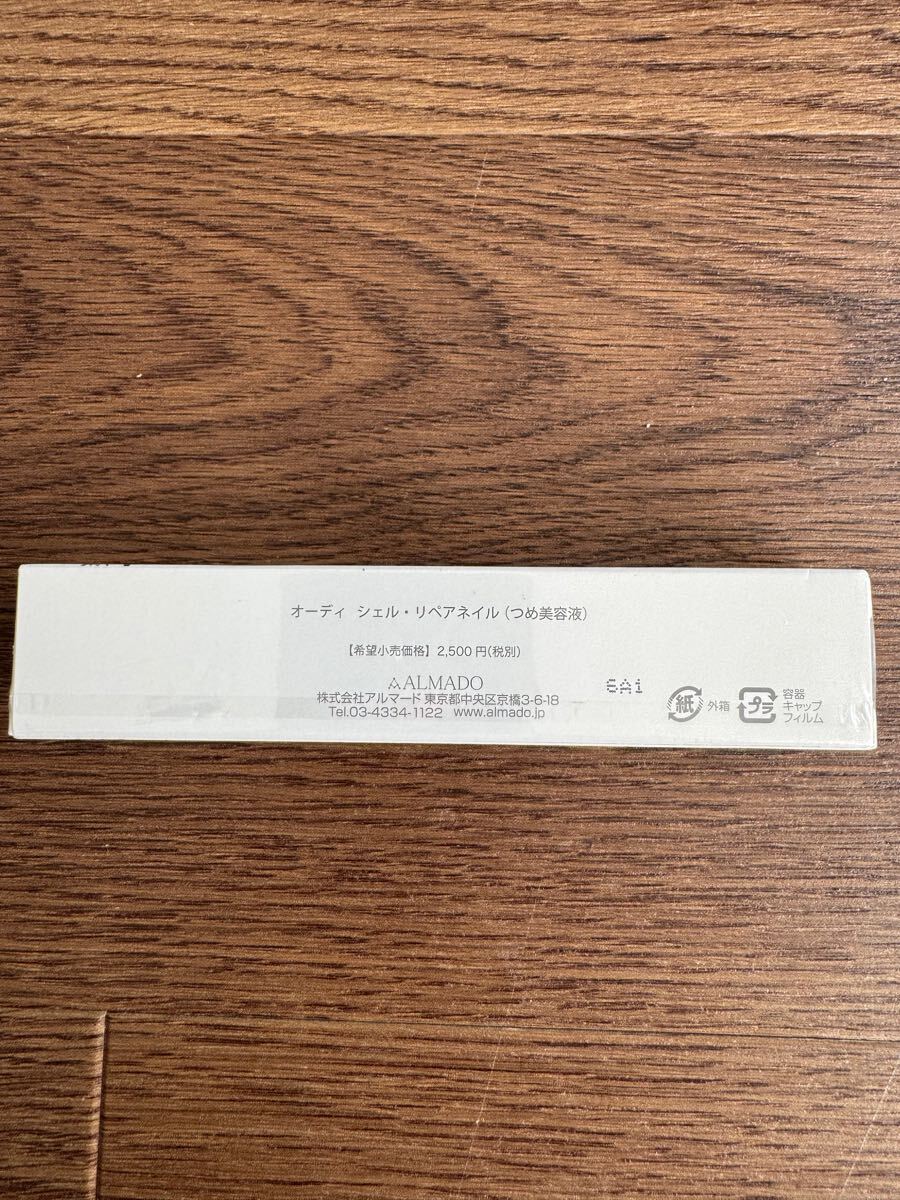 オーディ シェル・リペアネイル（つめ美容液）
【希望小売価格】2,500円（税別）
ALMADO
株式会社アルマード 東京都中央区京橋3-6-18
Tel.03-4334-1122 www.almado.jp
6Ai
紙 外箱
プラ 容器
キャップ
フィルム